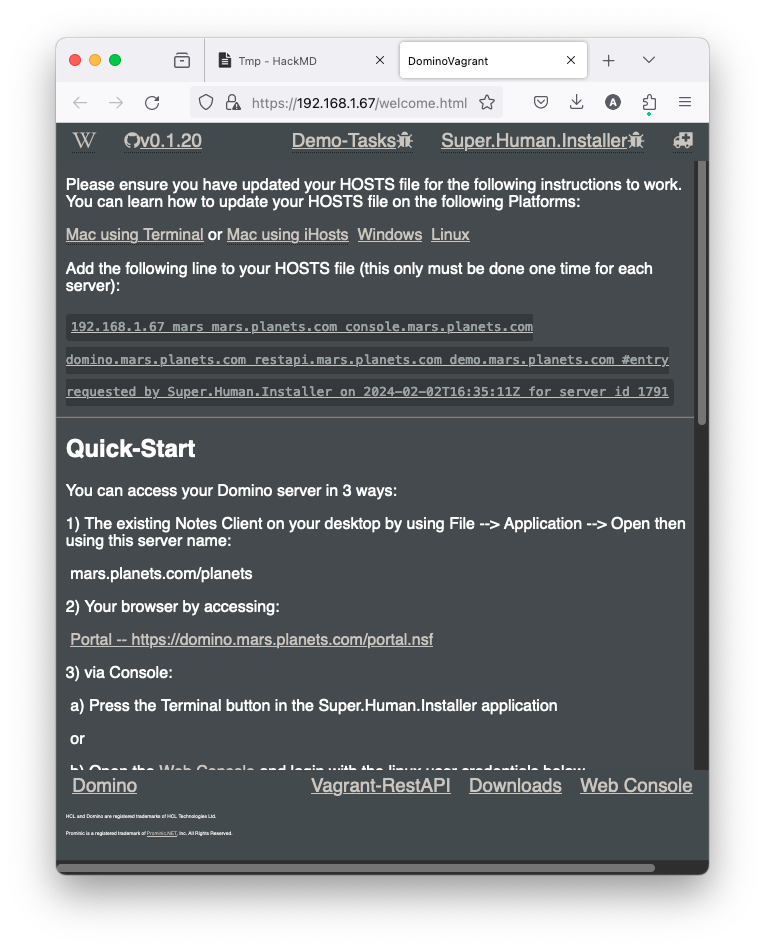 Tmp - HackMD
DominoVagrant
https://192.168.1.67/welcome.html
A
W
v0.1.20
Demo-Tasks
Super.Human.Installer
Please ensure you have updated your HOSTS file for the following instructions to work.
You can learn how to update your HOSTS file on the following Platforms:
Mac using Terminal or Mac using iHosts Windows Linux
Add the following line to your HOSTS file (this only must be done one time for each
server):
192.168.1.67 mars mars.planets.com console.mars.planets.com
domino.mars.planets.com restapi.mars.planets.com demo.mars.planets.com #entry
requested by Super.Human.Installer on 2024-02-02T16:35:11Z for server id 1791
Quick-Start
You can access your Domino server in 3 ways:
1) The existing Notes Client on your desktop by using File --> Application --> Open then
using this server name:
mars.planets.com/planets
2) Your browser by accessing:
Portal -- https://domino.mars.planets.com/portal.nsf
3) via Console:
a) Press the Terminal button in the Super.Human.Installer application
or
b) Open the Web Console and login with the linux user credentials below
Domino
Vagrant-RestAPI
Downloads
Web Console
HCL and Domino are registered trademarks of HCL Technologies Ltd.
Prominic is a registered trademark of Prominic.NET, Inc. All Rights Reserved.